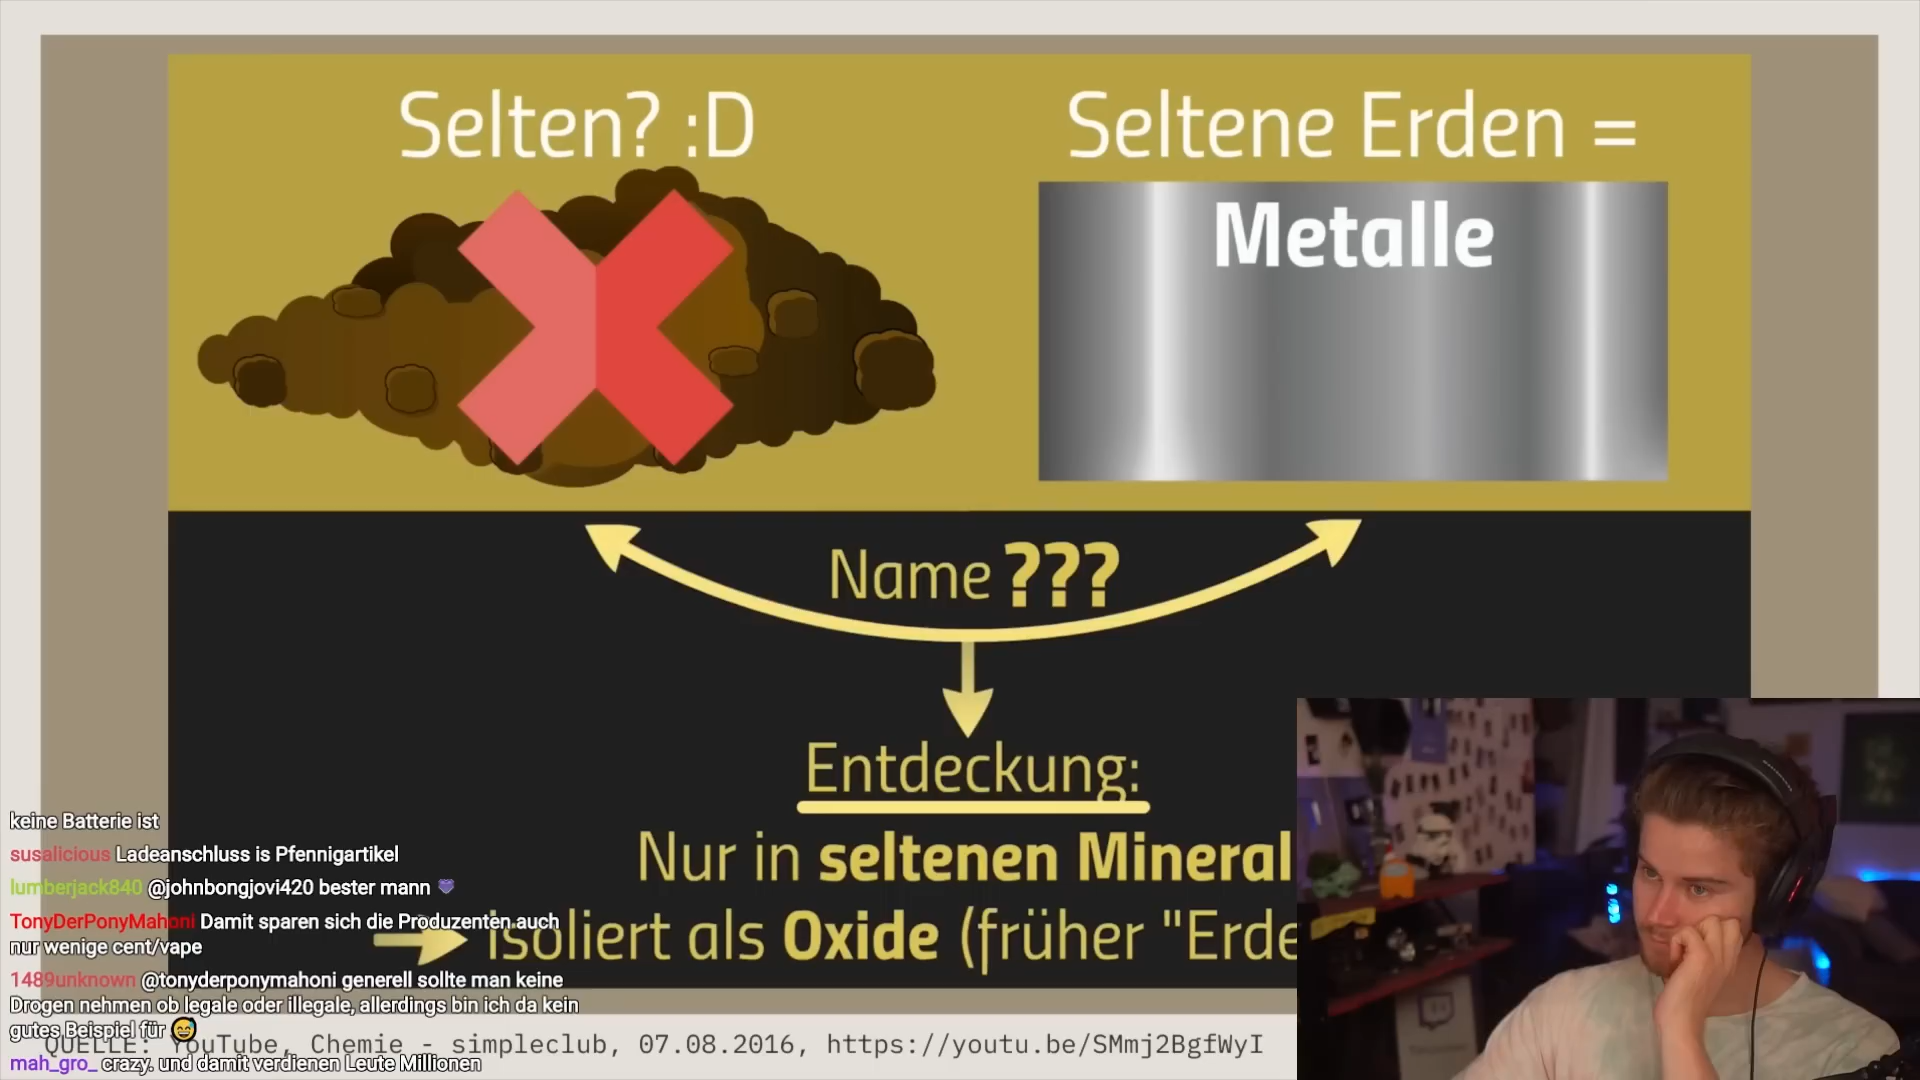 Selten? :D
Seltene Erden =
Metalle
Name ???
Entdeckung:
Nur in seltenen Mineral
isoliert als Oxide (früher "Erde
keine Batterie ist
susalicious Ladeanschluss is Pfennigartikel
lumberjack840 @johnbongjovi420 bester mann 💜
TonyDerPonyMahoni Damit sparen sich die Produzenten auch
nur wenige cent/vape
1489unknown @tonyderponymahoni generell sollte man keine
Drogen nehmen ob legale oder illegale, allerdings bin ich da kein
gutes Beispiel für 😅
mah_gro_ crazy. und damit verdienen Leute Millionen
QUELLE: YouTube, Chemie - simpleclub, 07.08.2016, https://youtu.be/SMmj2BgfWyI